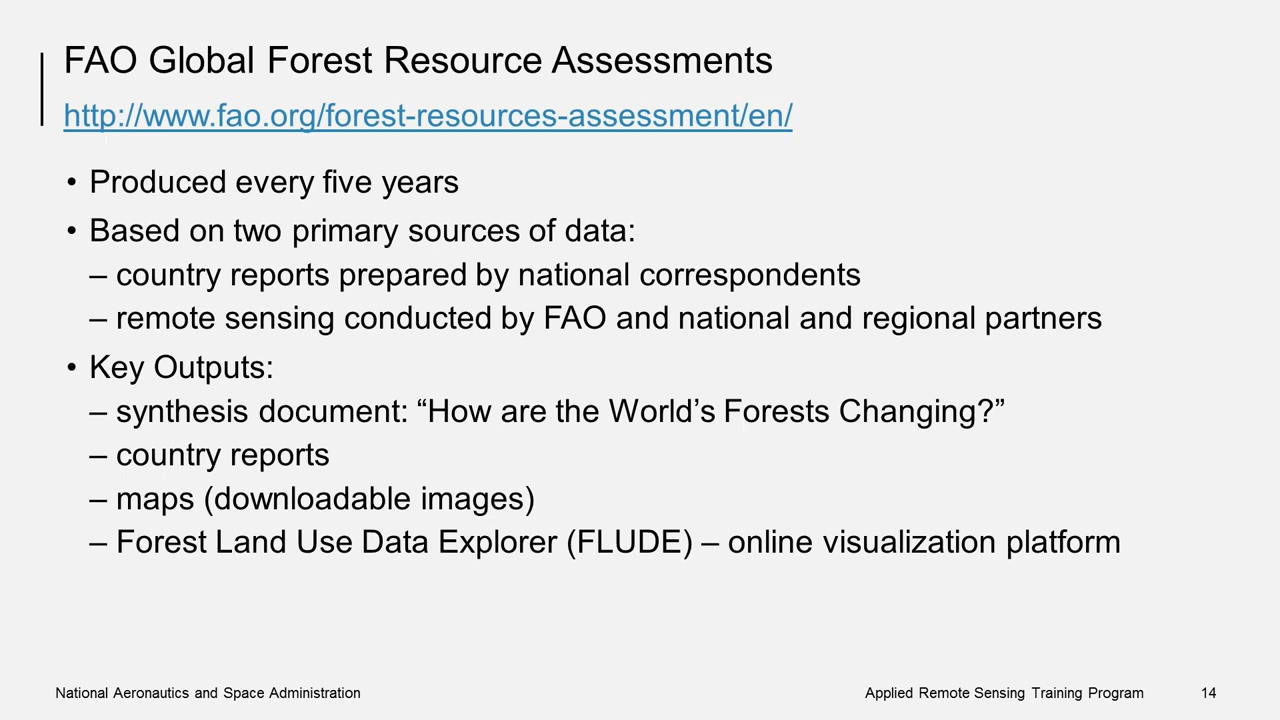 FAO Global Forest Resource Assessments
http://www.fao.org/forest-resources-assessment/en/
• Produced every five years
• Based on two primary sources of data:
– country reports prepared by national correspondents
– remote sensing conducted by FAO and national and regional partners
• Key Outputs:
– synthesis document: “How are the World’s Forests Changing?”
– country reports
– maps (downloadable images)
– Forest Land Use Data Explorer (FLUDE) – online visualization platform
National Aeronautics and Space Administration Applied Remote Sensing Training Program 14